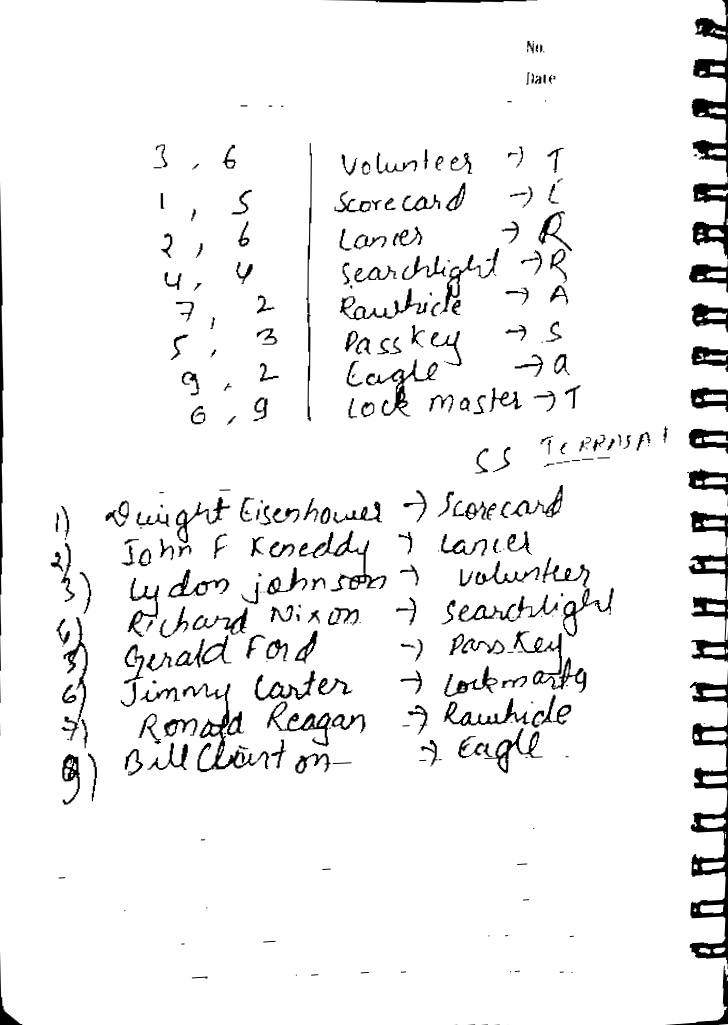 No.
Date
3 , 6 | Volunteer → T
1 , 5 | Scorecard → C
2 , 6 | Lancer → R
4 , 4 | Searchlight → R
7 , 2 | Rawhide → A
5 , 3 | PassKey → S
9 , 2 | Eagle → a
6 , 9 | Lock master → T
SS
1) Dwight Eisenhower → Scorecard
2) John F Keneddy → Lancer
3) Lydon johnson → Volunteer
4) Richard Nixon → Searchlight
5) Gerald Ford → PassKey
6) Jimmy Carter →
7) Ronald Reagan → Rawhide
9) Bill Clinton → Eagle